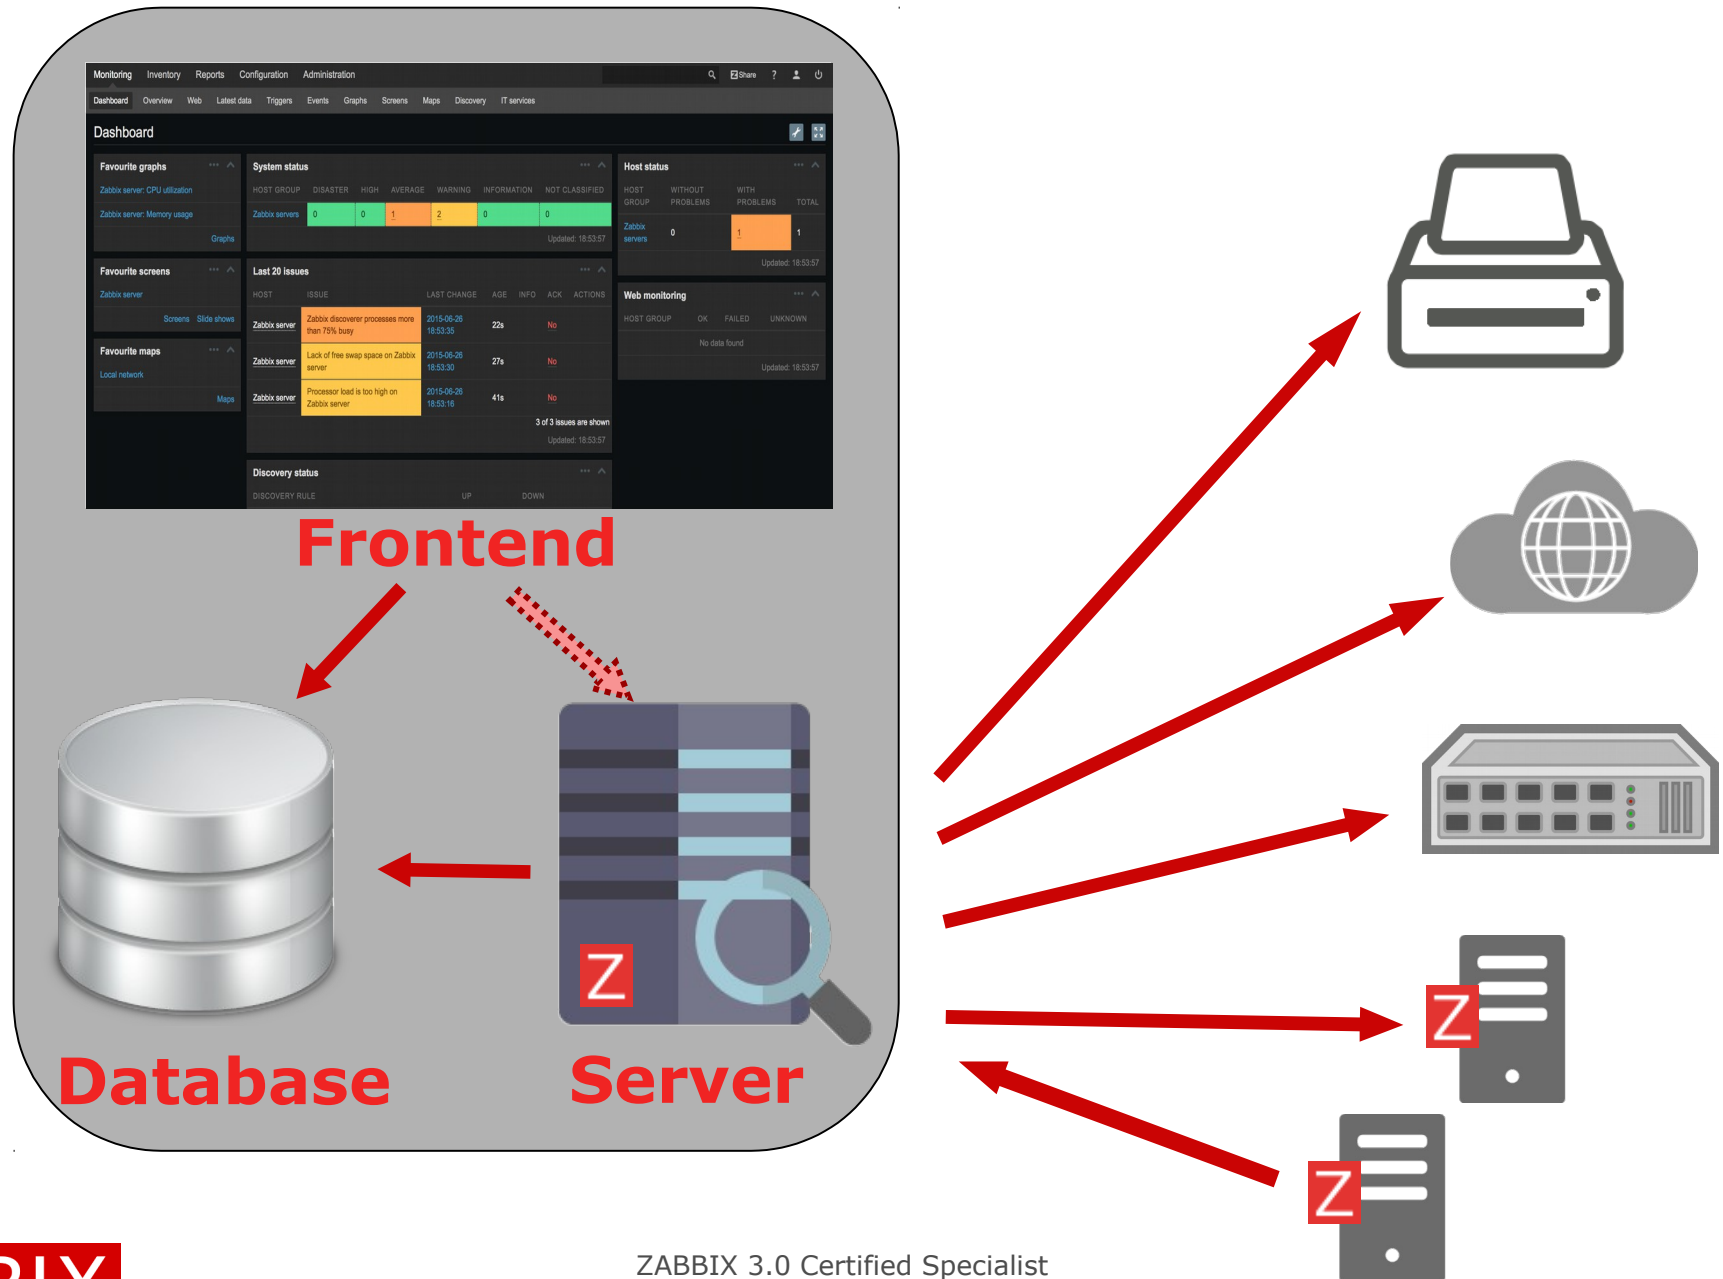 Monitoring Inventory Reports Configuration Administration Share ?
Dashboard Overview Web Latest data Triggers Events Graphs Screens Maps Discovery IT services
Dashboard
Favourite graphs
Zabbix server: CPU utilization
Zabbix server: Memory usage
Graphs
Favourite screens
Zabbix server
Screens Slide shows
Favourite maps
Local network
Maps
System status
HOST GROUP DISASTER HIGH AVERAGE WARNING INFORMATION NOT CLASSIFIED
Zabbix servers 0 0 1 2 0 0
Updated: 18:53:57
Last 20 issues
HOST ISSUE LAST CHANGE AGE INFO ACK ACTIONS
Zabbix server Zabbix discoverer processes more than 75% busy 2015-06-26 18:53:35 22s No
Zabbix server Lack of free swap space on Zabbix server 2015-06-26 18:53:30 27s No
Zabbix server Processor load is too high on Zabbix server 2015-06-26 18:53:16 41s No
3 of 3 issues are shown
Updated: 18:53:57
Discovery status
DISCOVERY RULE UP DOWN
Host status
HOST GROUP WITHOUT PROBLEMS WITH PROBLEMS TOTAL
Zabbix servers 0 1 1
Updated: 18:53:57
Web monitoring
HOST GROUP OK FAILED UNKNOWN
No data found
Updated: 18:53:57
Frontend
Z
Database
Server
Z
Z
ZABBIX 3.0 Certified Specialist